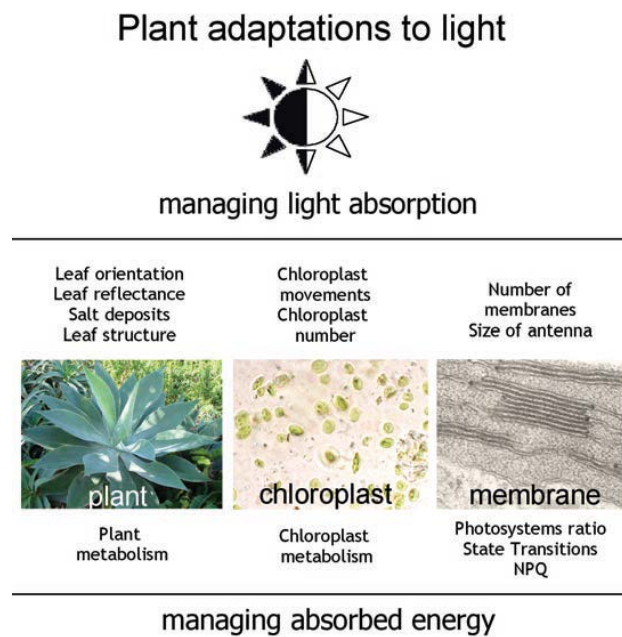 Plant adaptations to light
managing light absorption
Leaf orientation
Leaf reflectance
Salt deposits
Leaf structure
Chloroplast
movements
Chloroplast
number
Number of
membranes
Size of antenna
plant
chloroplast
membrane
Plant
metabolism
Chloroplast
metabolism
Photosystems ratio
State Transitions
NPQ
managing absorbed energy